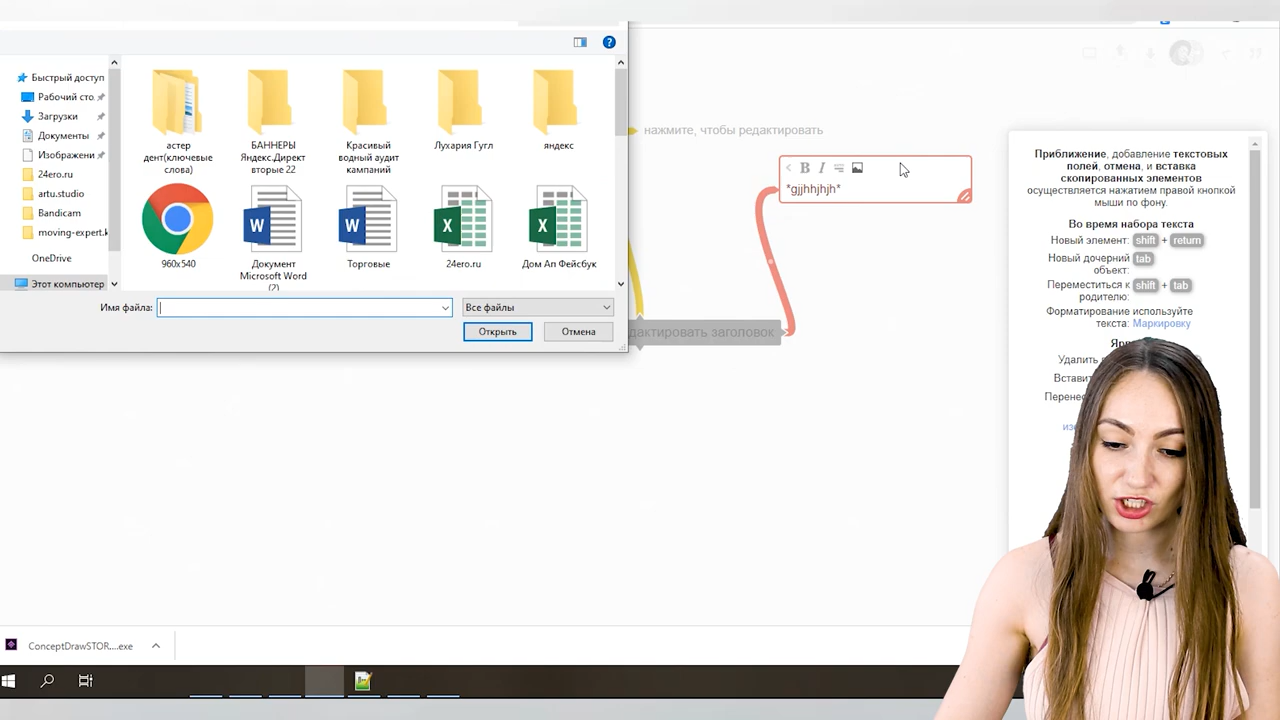 Быстрый доступ
Рабочий сто.
Загрузки
Документы
Изображени
24ero.ru
artu.studio
Bandicam
moving-expert.k
OneDrive
Этот компьютер
астер
дент(ключевые
слова)
БАННЕРЫ
Яндекс.Директ
вторые 22
Красивый
водный аудит
кампаний
Лухария Гугл
яндекс
960x540
Документ
Microsoft Word
(2)
Торговые
24ero.ru
Дом Ап Фейсбук
Имя файла:
Все файлы
Открыть
Отмена
нажмите, чтобы редактировать
B I
*gjjhhjhjh*
дактировать заголовок
Приближение, добавление текстовых
полей, отмена, и вставка
скопированных элементов
осуществляется нажатием правой кнопкой
мыши по фону.
Во время набора текста
Новый элемент: shift + return
Новый дочерний tab
объект:
Переместиться к shift + tab
родителю:
Форматирование используйте
текста: Маркировку
Яр
Удалить
Вставит
Перенес
из
ConceptDrawSTOR....exe